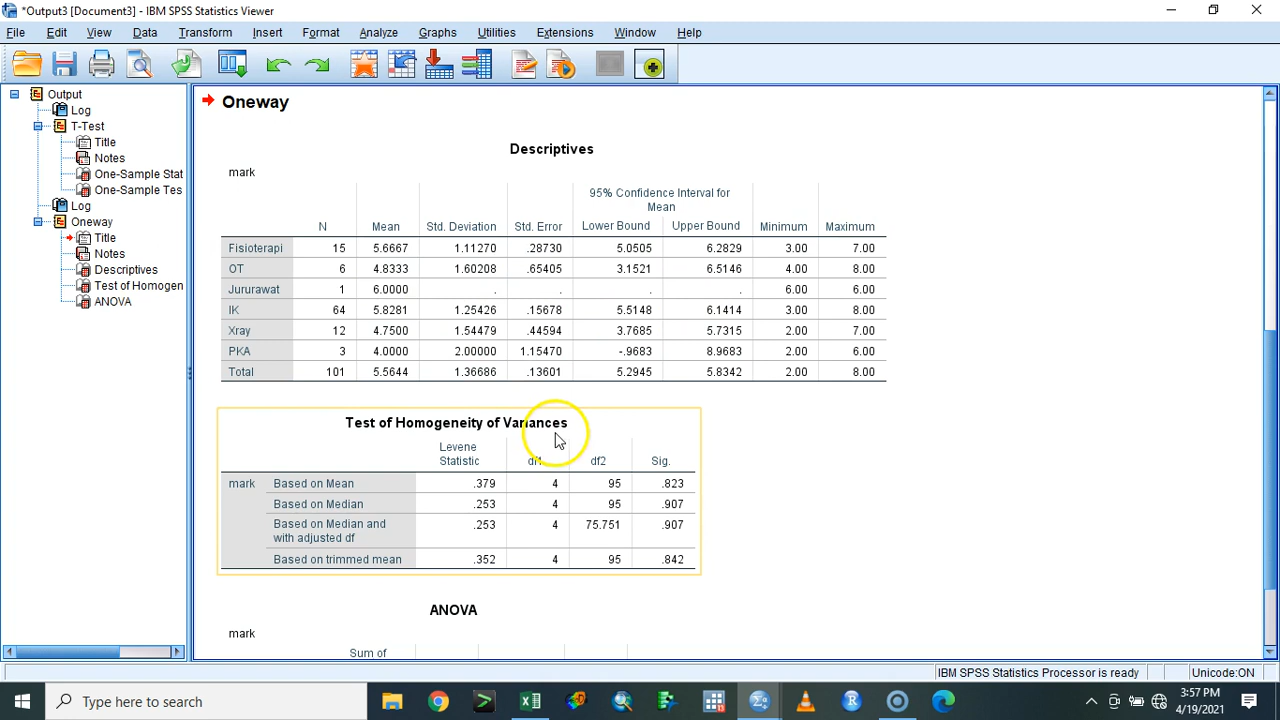 *Output3 [Document3] - IBM SPSS Statistics Viewer
File Edit View Data Transform Insert Format Analyze Graphs Utilities Extensions Window Help
Output
Log
T-Test
Title
Notes
One-Sample Stat
One-Sample Tes
Log
Oneway
Title
Notes
Descriptives
Test of Homogen
ANOVA
Oneway
Descriptives
mark
95% Confidence Interval for
Mean
N Mean Std. Deviation Std. Error Lower Bound Upper Bound Minimum Maximum
Fisioterapi 15 5.6667 1.11270 .28730 5.0505 6.2829 3.00 7.00
OT 6 4.8333 1.60208 .65405 3.1521 6.5146 4.00 8.00
Jururawat 1 6.0000 . . . . 6.00 6.00
IK 64 5.8281 1.25426 .15678 5.5148 6.1414 3.00 8.00
Xray 12 4.7500 1.54479 .44594 3.7685 5.7315 2.00 7.00
PKA 3 4.0000 2.00000 1.15470 -.9683 8.9683 2.00 6.00
Total 101 5.5644 1.36686 .13601 5.2945 5.8342 2.00 8.00
Test of Homogeneity of Variances
Levene
Statistic df1 df2 Sig.
mark Based on Mean .379 4 95 .823
Based on Median .253 4 95 .907
Based on Median and
with adjusted df .253 4 75.751 .907
Based on trimmed mean .352 4 95 .842
ANOVA
mark
Sum of
IBM SPSS Statistics Processor is ready Unicode:ON
Type here to search
3:57 PM
4/19/2021